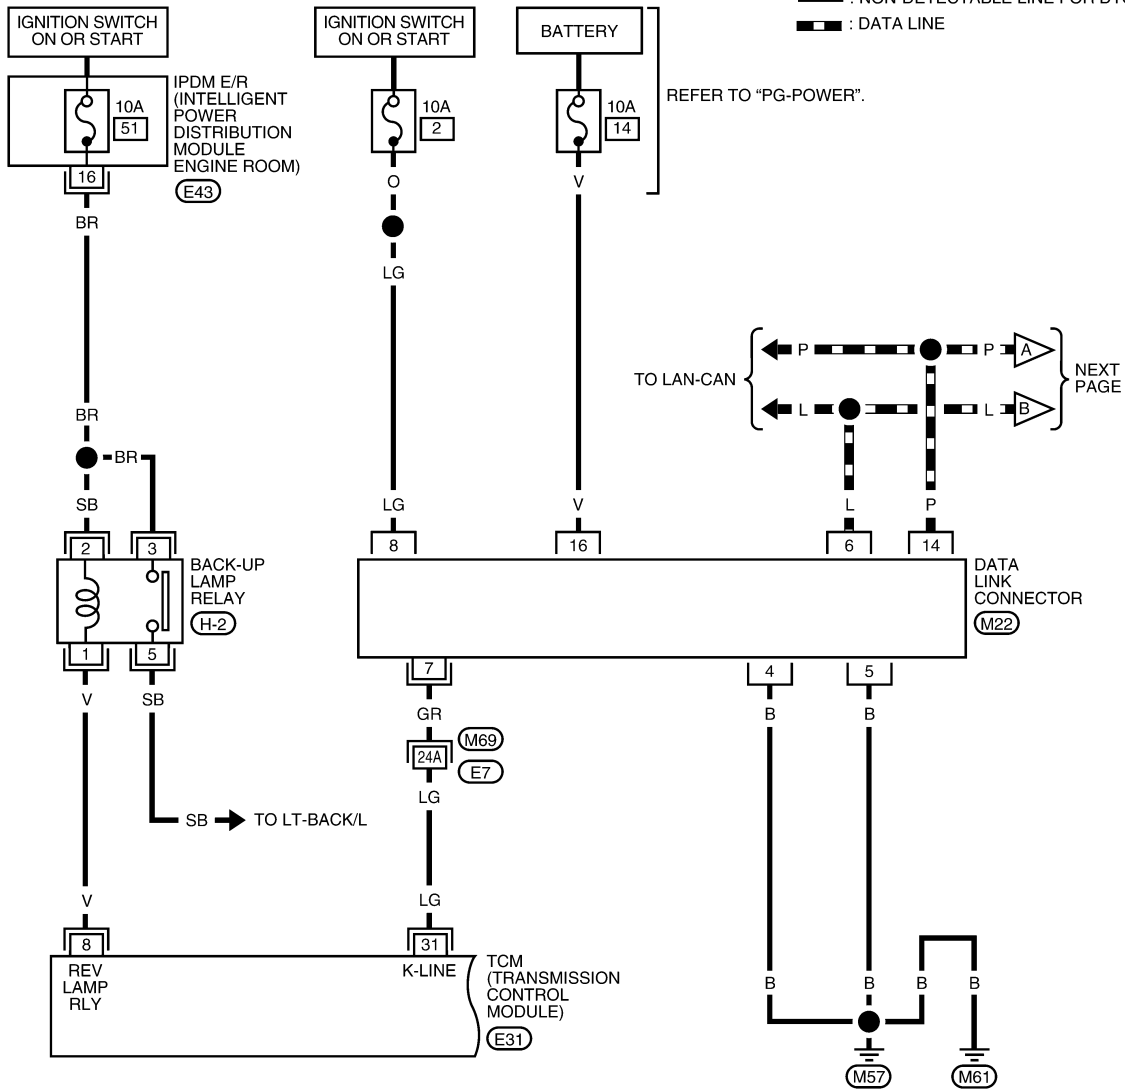 : NON-DETECTABLE LINE FOR DTC
: DATA LINE
IGNITION SWITCH
ON OR START
IGNITION SWITCH
ON OR START
BATTERY
10A
51
IPDM E/R
(INTELLIGENT
POWER
DISTRIBUTION
MODULE
ENGINE ROOM)
E43
10A
2
10A
14
REFER TO “PG-POWER”.
16
BR
O
V
LG
TO LAN-CAN
P
P
A
L
L
B
NEXT
PAGE
BR
BR
SB
LG
V
L
P
2
3
8
16
6
14
BACK-UP
LAMP
RELAY
H-2
DATA
LINK
CONNECTOR
M22
1
5
7
4
5
V
SB
GR
B
B
24A
M69
E7
LG
SB
TO LT-BACK/L
V
LG
8
31
REV
LAMP
RLY
K-LINE
TCM
(TRANSMISSION
CONTROL
MODULE)
E31
B
B
B
B
M57
M61